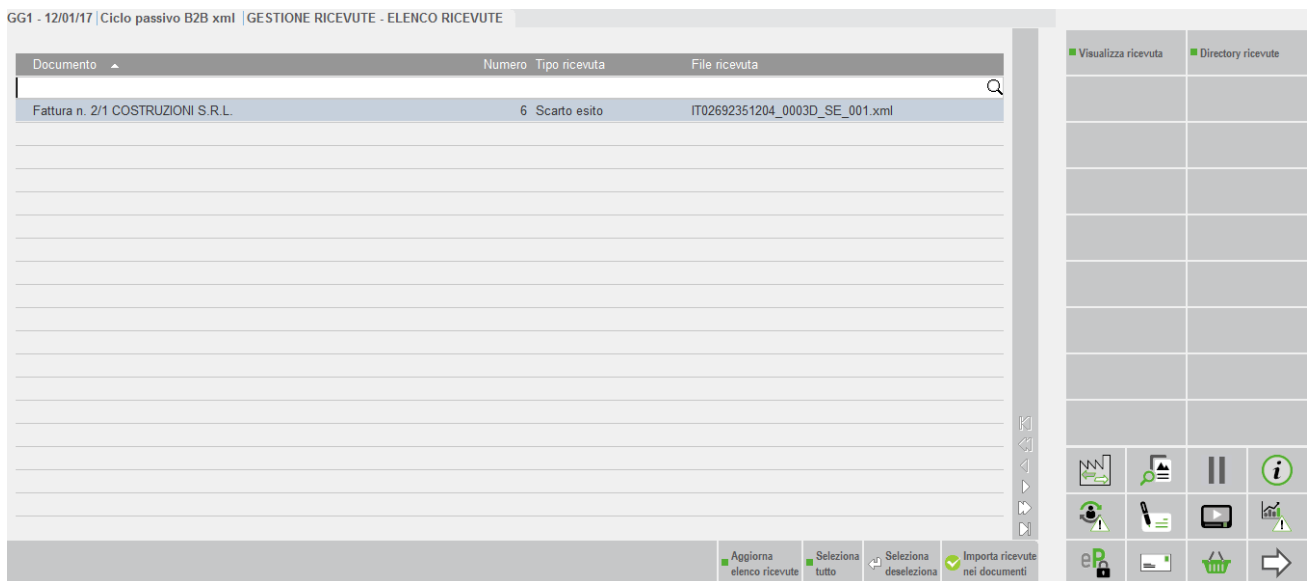 GG1 - 12/01/17 Ciclo passivo B2B xml GESTIONE RICEVUTE - ELENCO RICEVUTE
Documento Numero Tipo ricevuta File ricevuta
Fattura n. 2/1 COSTRUZIONI S.R.L. 6 Scarto esito IT02692351204_0003D_SE_001.xml
Visualizza ricevuta Directory ricevute
i
eP
Aggiorna elenco ricevute
Seleziona tutto
Seleziona deseleziona
Importa ricevute nei documenti